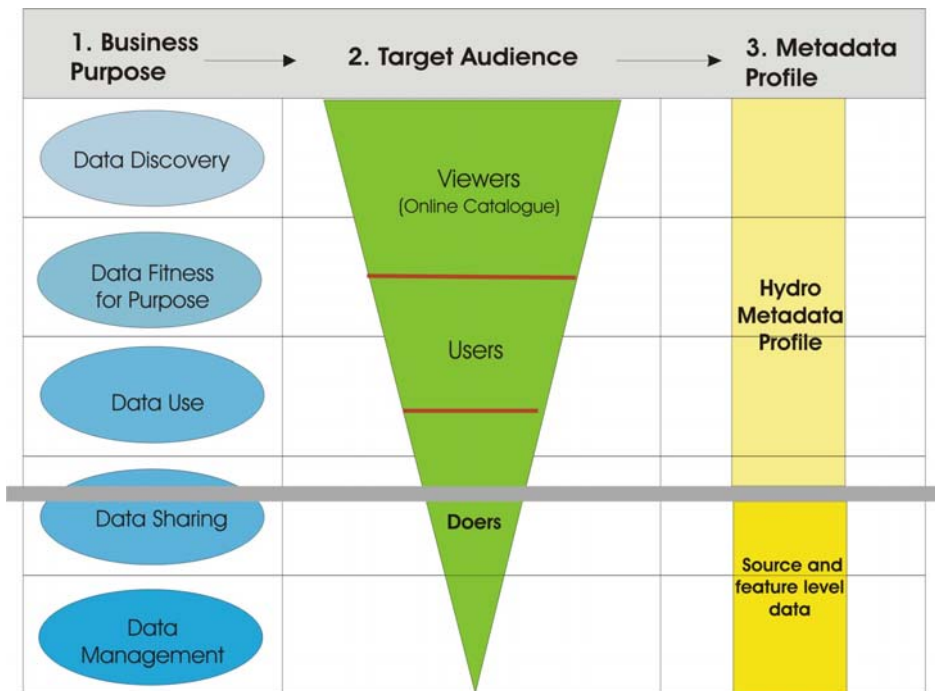 1. Business
Purpose
2. Target Audience
3. Metadata
Profile
Data Discovery
Viewers
(Online Catalogue)
Data Fitness
for Purpose
Hydro
Metadata
Profile
Users
Data Use
Data Sharing
Doers
Source and
feature level
data
Data
Management